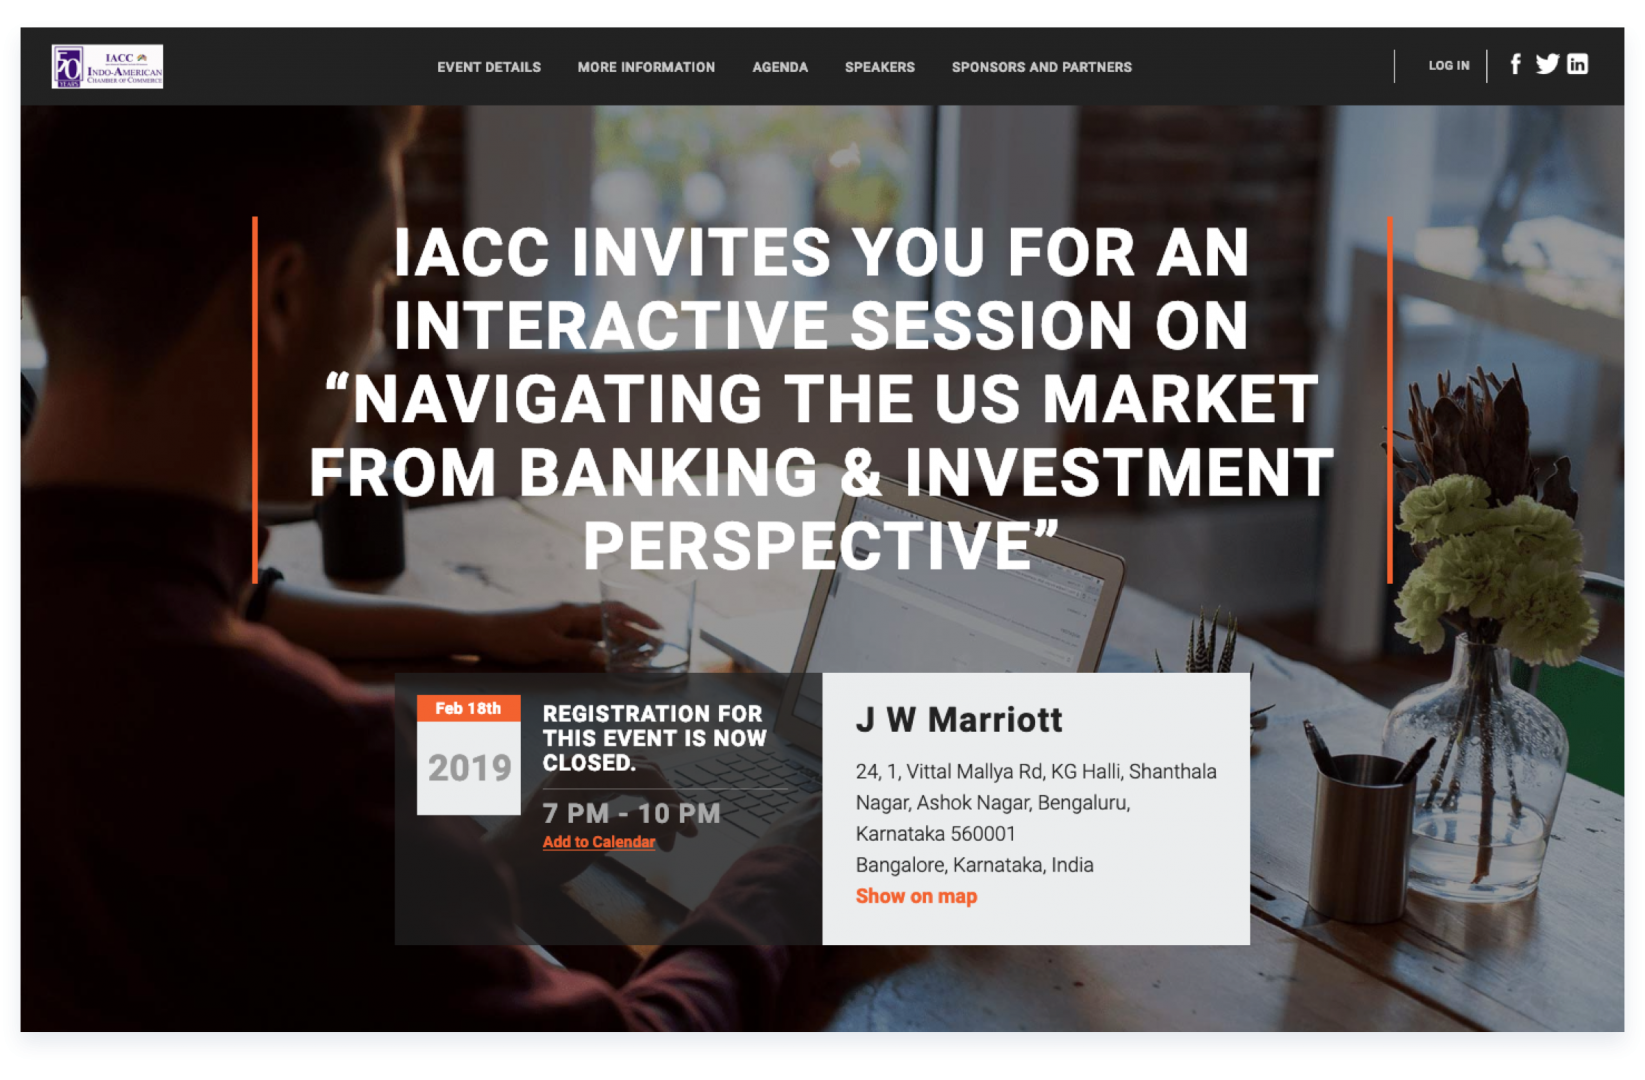 50
YEARS
IACC
INDO-AMERICAN
CHAMBER OF COMMERCE
EVENT DETAILS
MORE INFORMATION
AGENDA
SPEAKERS
SPONSORS AND PARTNERS
LOG IN
IACC INVITES YOU FOR AN
INTERACTIVE SESSION ON
“NAVIGATING THE US MARKET
FROM BANKING & INVESTMENT
PERSPECTIVE”
Feb 18th
2019
REGISTRATION FOR
THIS EVENT IS NOW
CLOSED.
7 PM - 10 PM
Add to Calendar
J W Marriott
24, 1, Vittal Mallya Rd, KG Halli, Shanthala
Nagar, Ashok Nagar, Bengaluru,
Karnataka 560001
Bangalore, Karnataka, India
Show on map